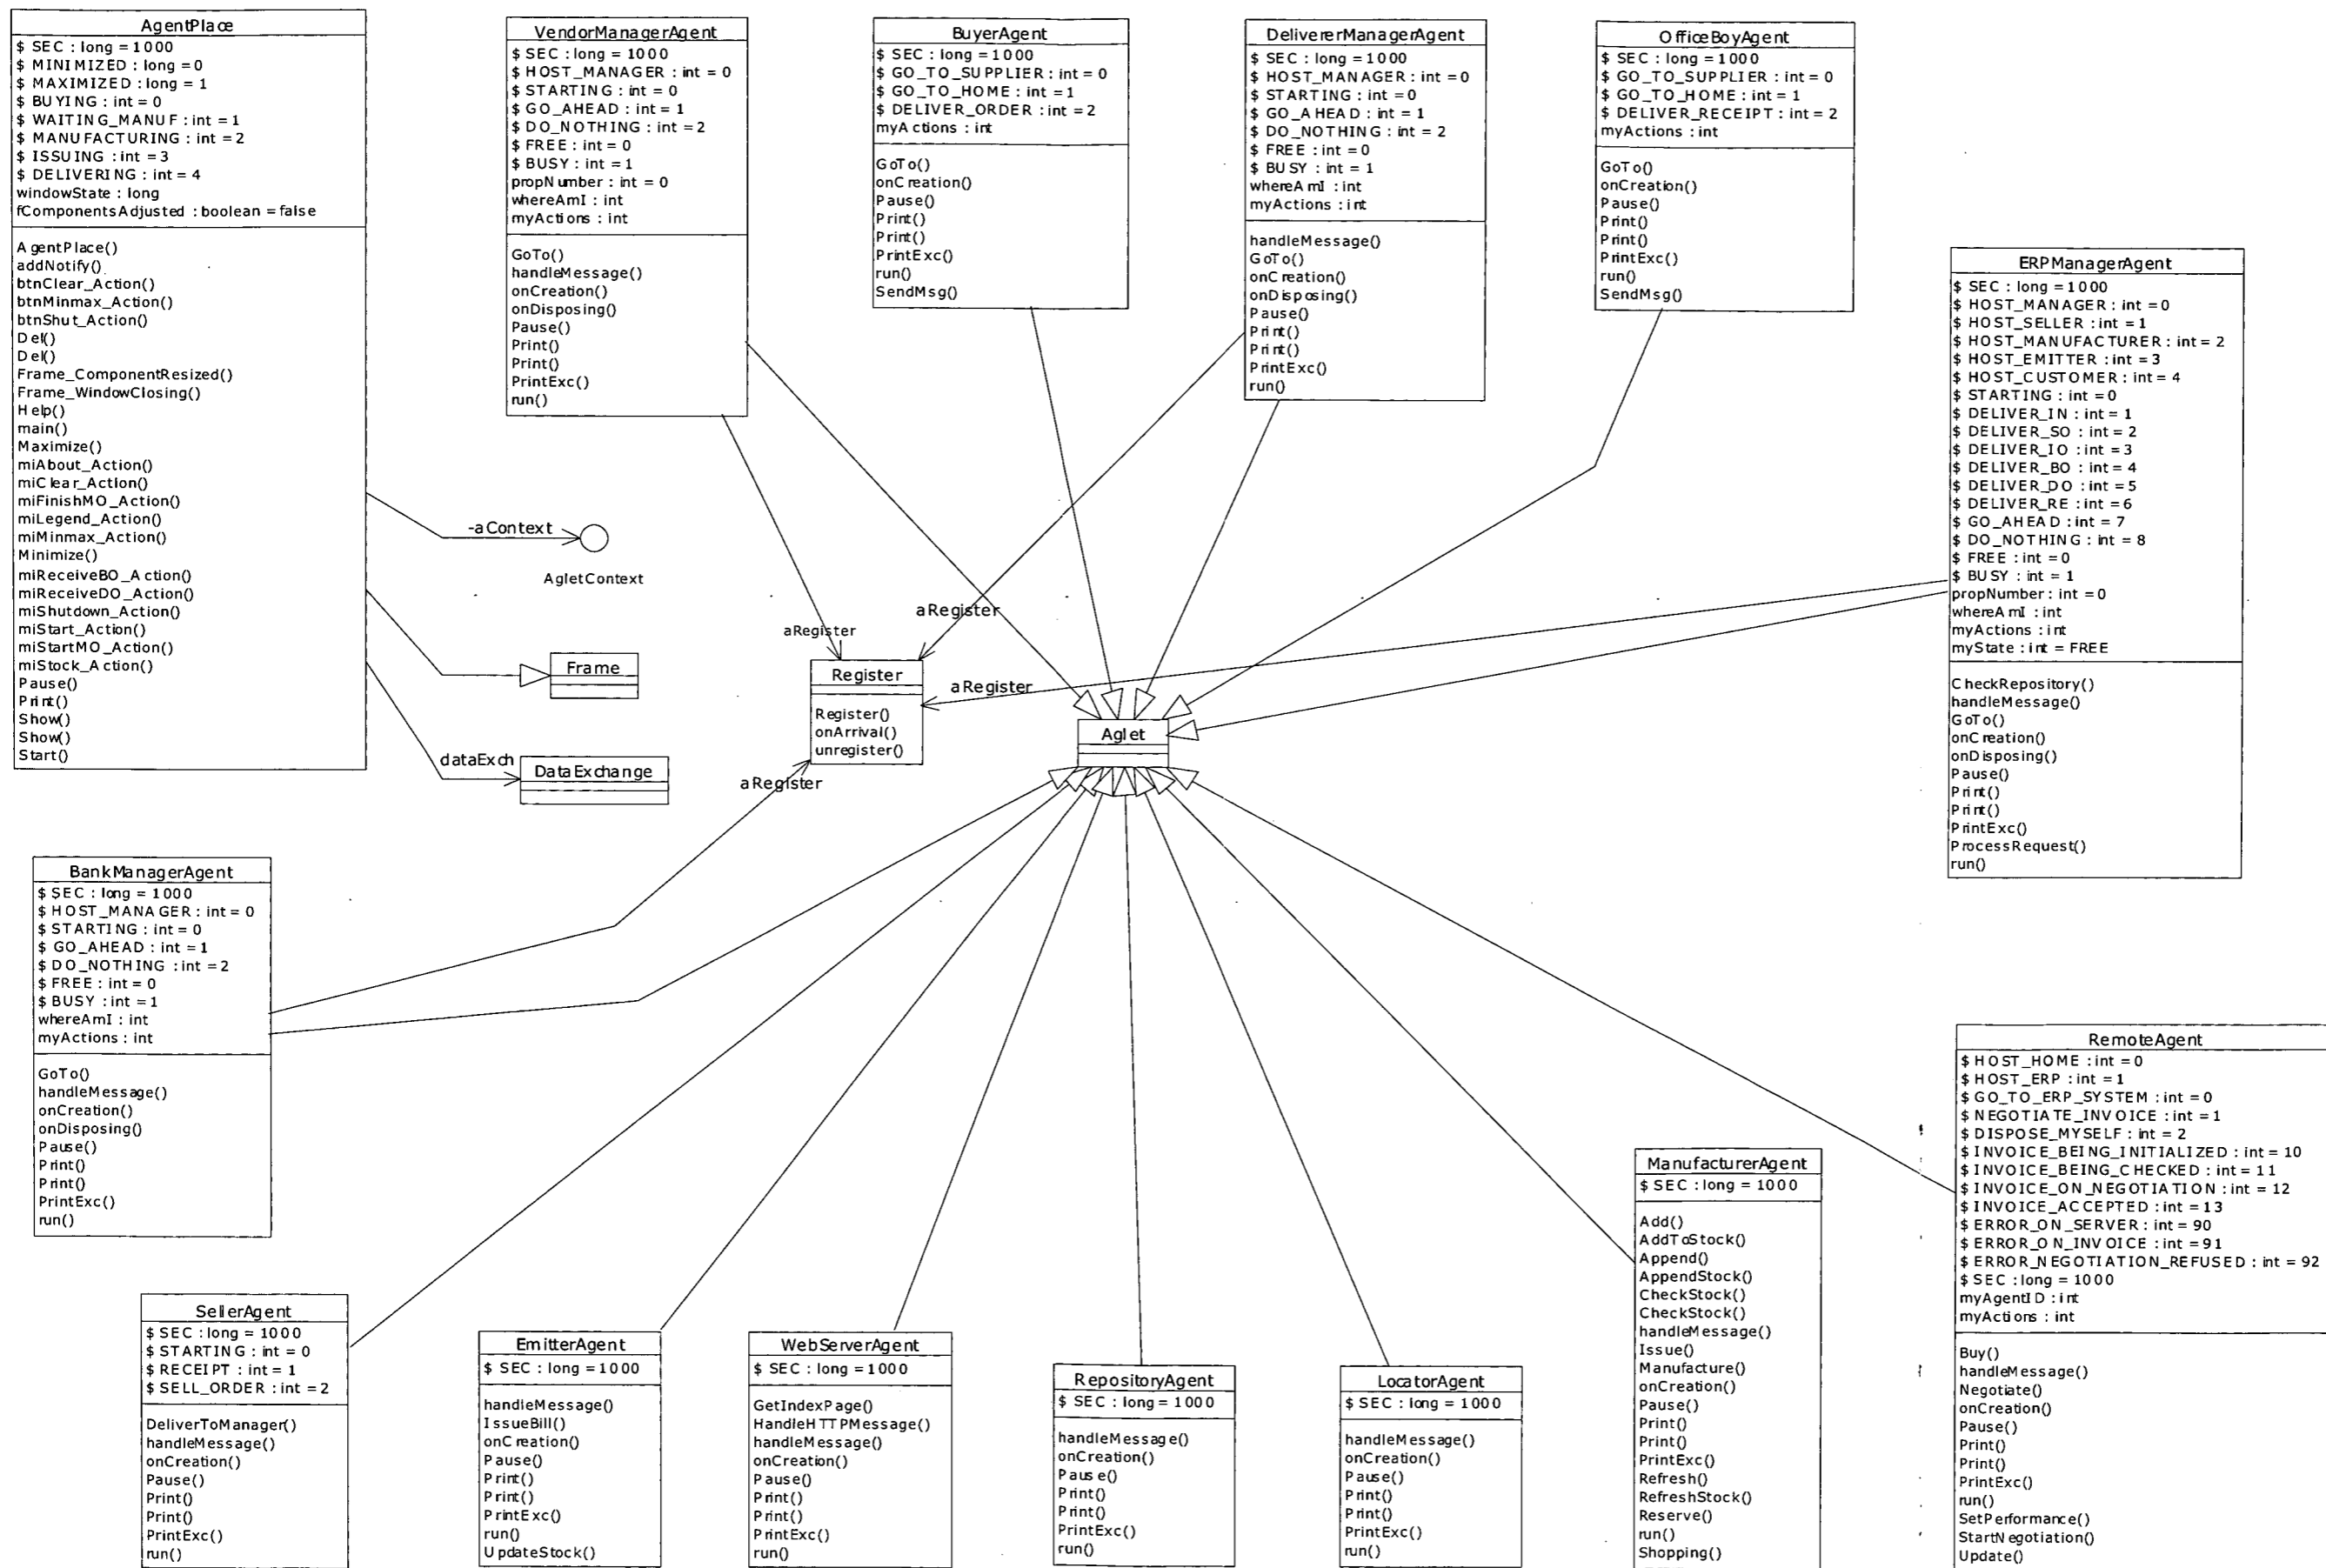 AgentPlace
$ SEC : long = 1000
$ MINIMIZED : long = 0
$ MAXIMIZED : long = 1
$ BUYING : int = 0
$ WAITING_MANUF : int = 1
$ MANUFACTURING : int = 2
$ ISSUING : int = 3
$ DELIVERING : int = 4
windowState : long
fComponentsAdjusted : boolean = false
AgentPlace()
addNotify()
btnClear_Action()
btnMinmax_Action()
btnShut_Action()
Del()
Del()
Frame_ComponentResized()
Frame_WindowClosing()
Help()
main()
Maximize()
miAbout_Action()
miClear_Action()
miFinishMO_Action()
miLegend_Action()
miMinmax_Action()
Minimize()
miReceiveBO_Action()
miReceiveDO_Action()
miShutdown_Action()
miStart_Action()
miStartMO_Action()
miStock_Action()
Pause()
Print()
Show()
Show()
Start()
VendorManagerAgent
$ SEC : long = 1000
$ HOST_MANAGER : int = 0
$ STARTING : int = 0
$ GO_AHEAD : int = 1
$ DO_NOTHING : int = 2
$ FREE : int = 0
$ BUSY : int = 1
propNumber : int = 0
whereAmI : int
myActions : int
GoTo()
handleMessage()
onCreation()
onDisposing()
Pause()
Print()
Print()
PrintExc()
run()
BuyerAgent
$ SEC : long = 1000
$ GO_TO_SUPPLIER : int = 0
$ GO_TO_HOME : int = 1
$ DELIVER_ORDER : int = 2
myActions : int
GoTo()
onCreation()
Pause()
Print()
Print()
PrintExc()
run()
SendMsg()
DelivererManagerAgent
$ SEC : long = 1000
$ HOST_MANAGER : int = 0
$ STARTING : int = 0
$ GO_AHEAD : int = 1
$ DO_NOTHING : int = 2
$ FREE : int = 0
$ BUSY : int = 1
whereAmI : int
myActions : int
handleMessage()
GoTo()
onCreation()
onDisposing()
Pause()
Print()
Print()
PrintExc()
run()
OfficeBoyAgent
$ SEC : long = 1000
$ GO_TO_SUPPLIER : int = 0
$ GO_TO_HOME : int = 1
$ DELIVER_RECEIPT : int = 2
myActions : int
GoTo()
onCreation()
Pause()
Print()
Print()
PrintExc()
run()
SendMsg()
ERPManagerAgent
$ SEC : long = 1000
$ HOST_MANAGER : int = 0
$ HOST_SELLER : int = 1
$ HOST_MANUFACTURER : int = 2
$ HOST_EMITTER : int = 3
$ HOST_CUSTOMER : int = 4
$ STARTING : int = 0
$ DELIVER_IN : int = 1
$ DELIVER_SO : int = 2
$ DELIVER_IO : int = 3
$ DELIVER_BO : int = 4
$ DELIVER_DO : int = 5
$ DELIVER_RE : int = 6
$ GO_AHEAD : int = 7
$ DO_NOTHING : int = 8
$ FREE : int = 0
$ BUSY : int = 1
propNumber : int = 0
whereAmI : int
myActions : int
myState : int = FREE
CheckRepository()
handleMessage()
GoTo()
onCreation()
onDisposing()
Pause()
Print()
Print()
PrintExc()
ProcessRequest()
run()
-aContext
AgletContext
Frame
dataExch
DataExchange
aRegister
aRegister
aRegister
aRegister
Register
Register()
onArrival()
unregister()
Aglet
BankManagerAgent
$ SEC : long = 1000
$ HOST_MANAGER : int = 0
$ STARTING : int = 0
$ GO_AHEAD : int = 1
$ DO_NOTHING : int = 2
$ FREE : int = 0
$ BUSY : int = 1
whereAmI : int
myActions : int
GoTo()
handleMessage()
onCreation()
onDisposing()
Pause()
Print()
Print()
PrintExc()
run()
SellerAgent
$ SEC : long = 1000
$ STARTING : int = 0
$ RECEIPT : int = 1
$ SELL_ORDER : int = 2
DeliverToManager()
handleMessage()
onCreation()
Pause()
Print()
Print()
PrintExc()
run()
EmitterAgent
$ SEC : long = 1000
handleMessage()
IssueBill()
onCreation()
Pause()
Print()
Print()
PrintExc()
run()
UpdateStock()
WebServerAgent
$ SEC : long = 1000
GetIndexPage()
HandleHTTPMessage()
handleMessage()
onCreation()
Pause()
Print()
Print()
PrintExc()
run()
RepositoryAgent
$ SEC : long = 1000
handleMessage()
onCreation()
Pause()
Print()
Print()
PrintExc()
run()
LocatorAgent
$ SEC : long = 1000
handleMessage()
onCreation()
Pause()
Print()
Print()
PrintExc()
run()
ManufacturerAgent
$ SEC : long = 1000
Add()
AddToStock()
Append()
AppendStock()
CheckStock()
CheckStock()
handleMessage()
Issue()
Manufacture()
onCreation()
Pause()
Print()
Print()
PrintExc()
Refresh()
RefreshStock()
Reserve()
run()
Shopping()
RemoteAgent
$ HOST_HOME : int = 0
$ HOST_ERP : int = 1
$ GO_TO_ERP_SYSTEM : int = 0
$ NEGOTIATE_INVOICE : int = 1
$ DISPOSE_MYSELF : int = 2
$ INVOICE_BEING_INITIALIZED : int = 10
$ INVOICE_BEING_CHECKED : int = 11
$ INVOICE_ON_NEGOTIATION : int = 12
$ INVOICE_ACCEPTED : int = 13
$ ERROR_ON_SERVER : int = 90
$ ERROR_ON_INVOICE : int = 91
$ ERROR_NEGOTIATION_REFUSED : int = 92
$ SEC : long = 1000
myAgentID : int
myActions : int
Buy()
handleMessage()
Negotiate()
onCreation()
Pause()
Print()
Print()
PrintExc()
run()
SetPerformance()
StartNegotiation()
Update()